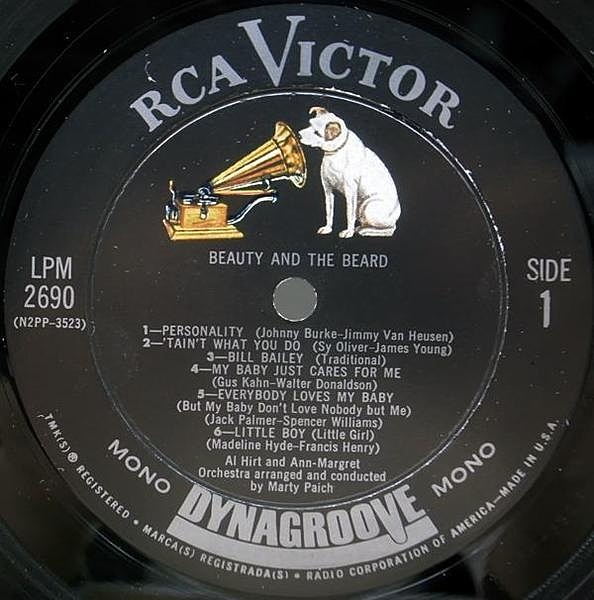 RCA VICTOR
BEAUTY AND THE BEARD
LPM
2690
(N2PP-3523)
SIDE
1
1—PERSONALITY (Johnny Burke-Jimmy Van Heusen)
2—'TAIN'T WHAT YOU DO (Sy Oliver-James Young)
3—BILL BAILEY (Traditional)
4—MY BABY JUST CARES FOR ME
(Gus Kahn-Walter Donaldson)
5—EVERYBODY LOVES MY BABY
(But My Baby Don't Love Nobody but Me)
(Jack Palmer-Spencer Williams)
6—LITTLE BOY (Little Girl)
(Madeline Hyde-Francis Henry)
Al Hirt and Ann-Margret
Orchestra arranged and conducted
by Marty Paich
MONO DYNAGROOVE MONO
TMK(S) ® REGISTERED • MARCA(S) REGISTRADA(S) • RADIO CORPORATION OF AMERICA—MADE IN U.S.A.